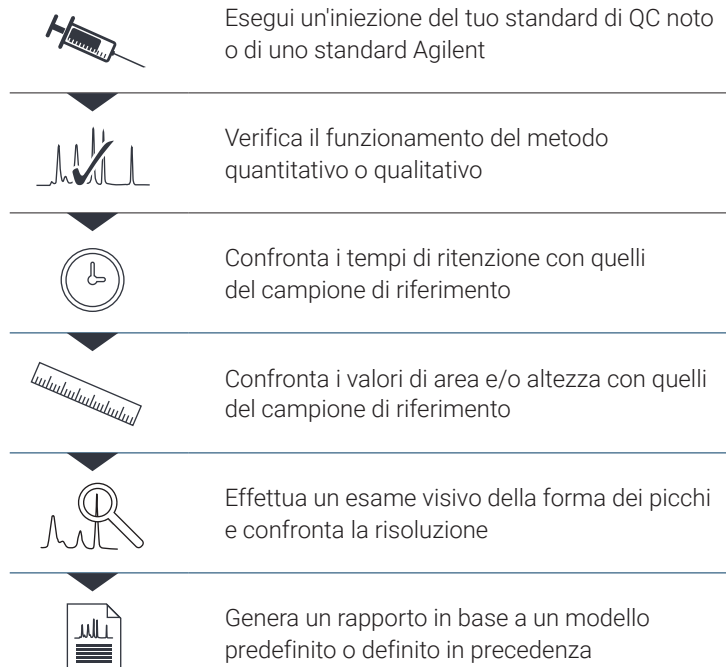 Esegui un'iniezione del tuo standard di QC noto
o di uno standard Agilent
Verifica il funzionamento del metodo
quantitativo o qualitativo
Confronta i tempi di ritenzione con quelli
del campione di riferimento
Confronta i valori di area e/o altezza con quelli
del campione di riferimento
Effettua un esame visivo della forma dei picchi
e confronta la risoluzione
Genera un rapporto in base a un modello
predefinito o definito in precedenza